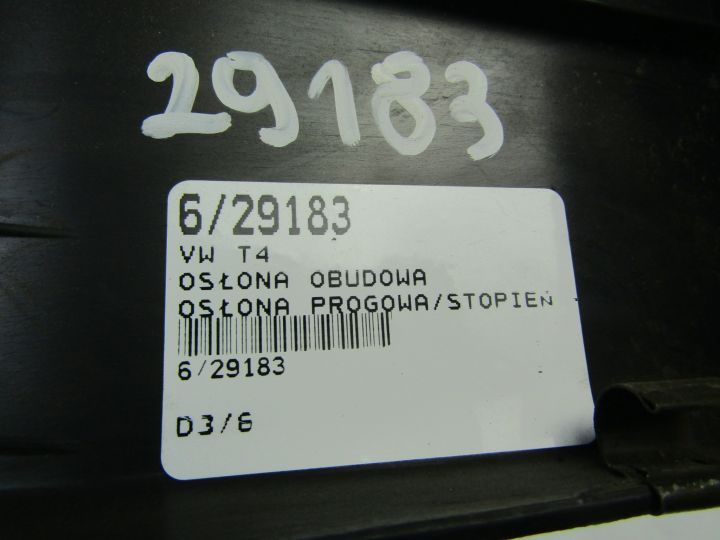 29183
6/29183
VW T4
OSŁONA OBUDOWA
OSŁONA PROGOWA/STOPIEŃ
6/29183
D3/6